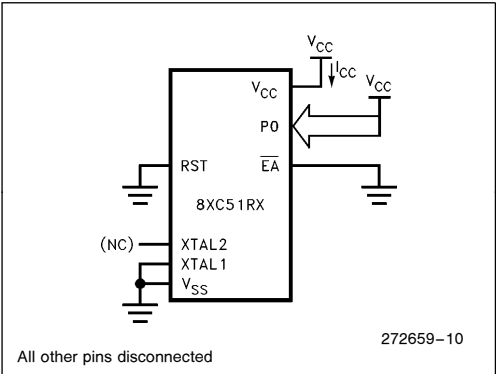 VCC
ICC
VCC
VCC
P0
RST
EA
8XC51RX
(NC)
XTAL2
XTAL1
VSS
272659–10
All other pins disconnected